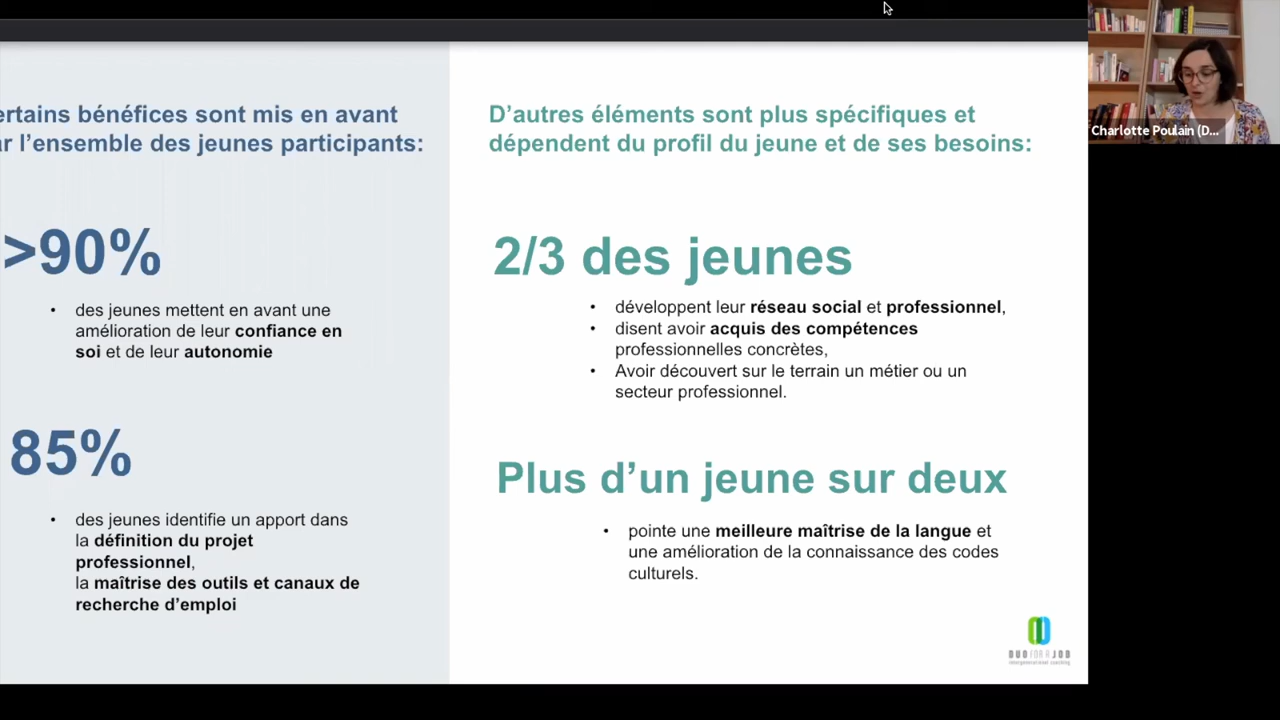 ertains bénéfices sont mis en avant
ar l'ensemble des jeunes participants:
>90%
• des jeunes mettent en avant une
amélioration de leur confiance en
soi et de leur autonomie
85%
• des jeunes identifie un apport dans
la définition du projet
professionnel,
la maîtrise des outils et canaux de
recherche d'emploi
D'autres éléments sont plus spécifiques et
dépendent du profil du jeune et de ses besoins:
2/3 des jeunes
• développent leur réseau social et professionnel,
• disent avoir acquis des compétences
professionnelles concrètes,
• Avoir découvert sur le terrain un métier ou un
secteur professionnel.
Plus d'un jeune sur deux
• pointe une meilleure maîtrise de la langue et
une amélioration de la connaissance des codes
culturels.
DUO FOR A JOB
intergenerational coaching
Charlotte Poulain (D...